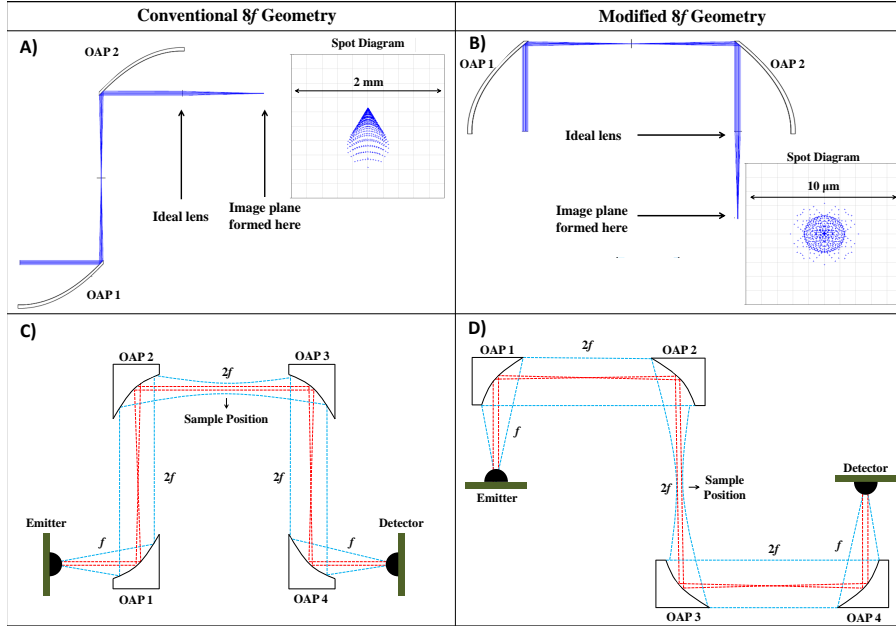 Conventional 8f Geometry
Modified 8f Geometry
A)
OAP 2
Spot Diagram
2 mm
Ideal lens
Image plane
formed here
OAP 1
B)
OAP 1
OAP 2
Ideal lens
Spot Diagram
10 μm
Image plane
formed here
C)
OAP 2
2f
OAP 3
Sample Position
2f
2f
Emitter
f
f
Detector
OAP 1
OAP 4
D)
OAP 1
2f
OAP 2
f
Emitter
2f
Sample
Position
Detector
2f
f
OAP 3
OAP 4